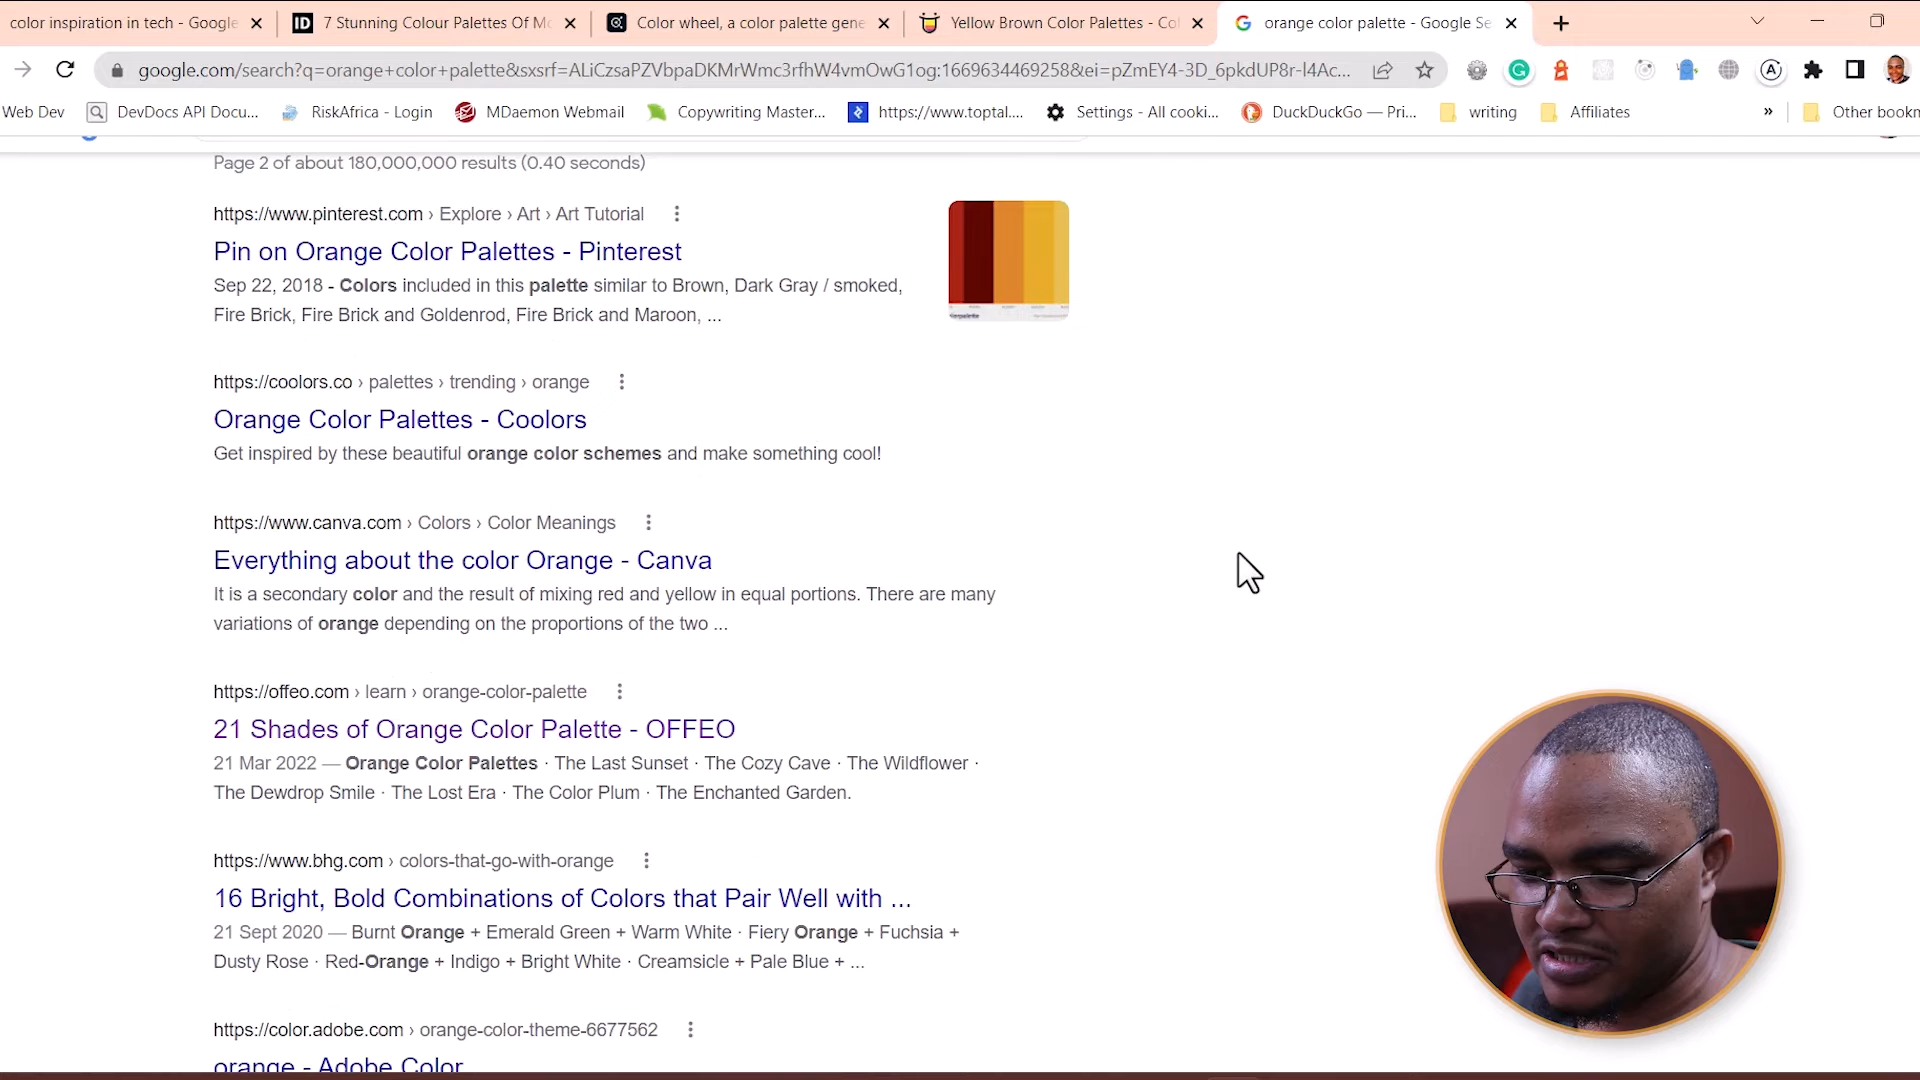 color inspiration in tech - Google
7 Stunning Colour Palettes Of Mo
Color wheel, a color palette gene
Yellow Brown Color Palettes - Col
orange color palette - Google Se
google.com/search?q=orange+color+palette&sxsrf=ALiCzsaPZVbpaDKMrWmc3rfhW4vmOwG1og:1669634469258&ei=pZmEY4-3D_6pkdUP8r-l4Ac...
Web Dev
DevDocs API Docu...
RiskAfrica - Login
MDaemon Webmail
Copywriting Master...
https://www.toptal....
Settings - All cooki...
DuckDuckGo — Pri...
writing
Affiliates
»
Other bookm
Page 2 of about 180,000,000 results (0.40 seconds)
https://www.pinterest.com › Explore › Art › Art Tutorial
Pin on Orange Color Palettes - Pinterest
Sep 22, 2018 - Colors included in this palette similar to Brown, Dark Gray / smoked,
Fire Brick, Fire Brick and Goldenrod, Fire Brick and Maroon, ...
https://coolors.co › palettes › trending › orange
Orange Color Palettes - Coolors
Get inspired by these beautiful orange color schemes and make something cool!
https://www.canva.com › Colors › Color Meanings
Everything about the color Orange - Canva
It is a secondary color and the result of mixing red and yellow in equal portions. There are many
variations of orange depending on the proportions of the two ...
https://offeo.com › learn › orange-color-palette
21 Shades of Orange Color Palette - OFFEO
21 Mar 2022 — Orange Color Palettes · The Last Sunset · The Cozy Cave · The Wildflower ·
The Dewdrop Smile · The Lost Era · The Color Plum · The Enchanted Garden.
https://www.bhg.com › colors-that-go-with-orange
16 Bright, Bold Combinations of Colors that Pair Well with ...
21 Sept 2020 — Burnt Orange + Emerald Green + Warm White · Fiery Orange + Fuchsia +
Dusty Rose · Red-Orange + Indigo + Bright White · Creamsicle + Pale Blue + ...
https://color.adobe.com › orange-color-theme-6677562
orange - Adobe Color